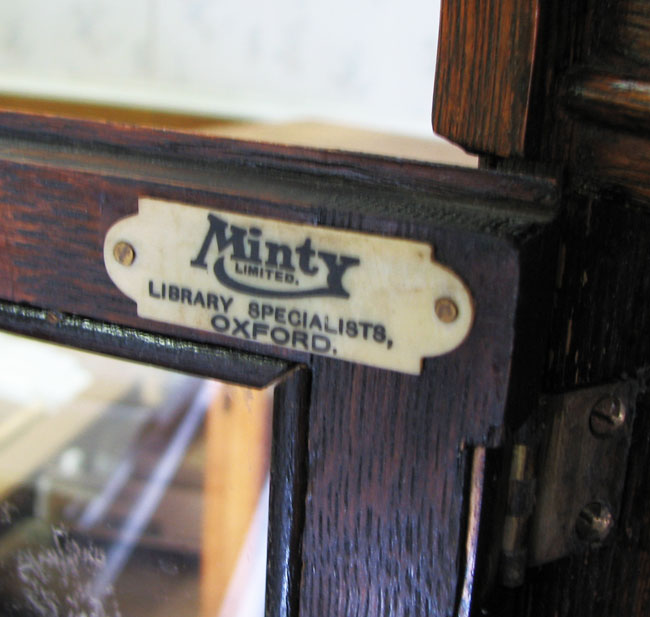 Minty
LIMITED.
LIBRARY SPECIALISTS,
OXFORD.